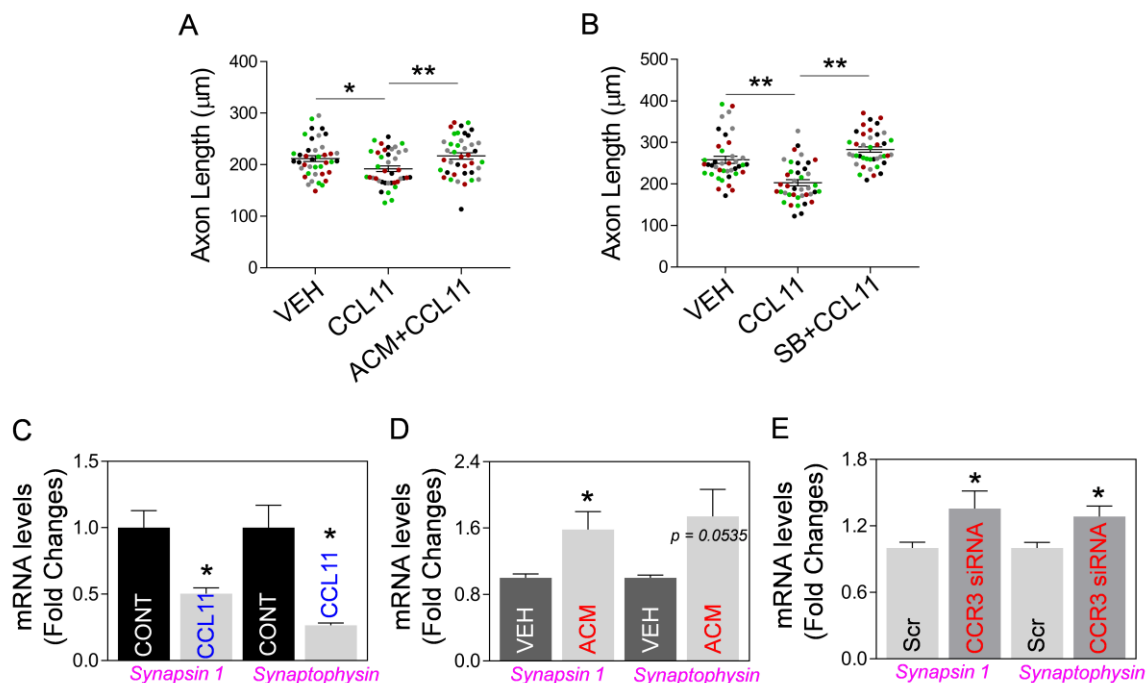 A
Axon Length (μm)
400
300
200
100
0
*
**
VEH
CCL11
ACM+CCL11
B
Axon Length (μm)
500
400
300
200
100
0
**
**
VEH
CCL11
SB+CCL11
C
mRNA levels
(Fold Changes)
1.5
1.0
0.5
0.0
CONT
*
CCL11
CONT
*
CCL11
Synapsin 1
Synaptophysin
D
mRNA levels
(Fold Changes)
2.4
1.6
0.8
0.0
VEH
*
ACM
VEH
p = 0.0535
ACM
Synapsin 1
Synaptophysin
E
mRNA levels
(Fold Changes)
1.8
1.2
0.6
0.0
Scr
*
CCR3 siRNA
Scr
*
CCR3 siRNA
Synapsin 1
Synaptophysin